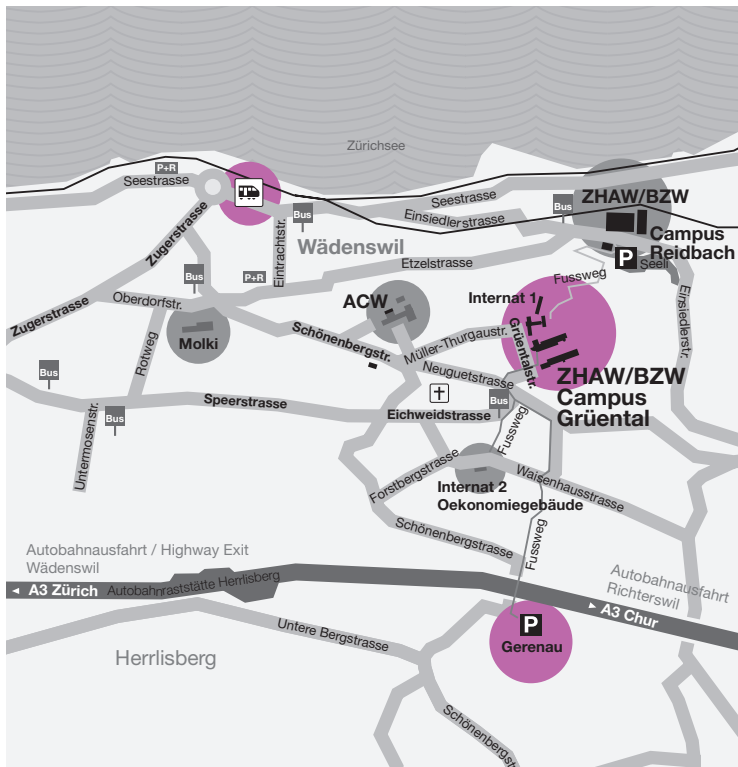 Zürichsee
P+R
Seestrasse
Bus
Seestrasse
Bus
ZHAW/BZW
Einsiedlerstrasse
Campus
Reidbach
Zugerstrasse
Eintrachtstr.
Wädenswil
P
Seeli
Etzelstrasse
Fussweg
Bus
P+R
Oberdorfstr.
Zugerstrasse
ACW
Internat 1
Einsiedlerstr.
Molki
Rotweg
Schönenbergstr.
Müller-Thurgaustr.
Grüentalstr.
Neuguetstrasse
ZHAW/BZW
Campus
Grüental
Bus
Speerstrasse
Eichweidstrasse
Bus
Bus
Untermosenstr.
Fussweg
Forstbergstrasse
Internat 2
Oekonomiegebäude
Waisenhausstrasse
Schönenbergstrasse
Fussweg
Autobahnausfahrt / Highway Exit
Wädenswil
Autobahnausfahrt
Richterswil
A3 Zürich
Autobahnraststätte Herrlisberg
A3 Chur
P
Gerenau
Untere Bergstrasse
Herrlisberg
Schönenbergstr.